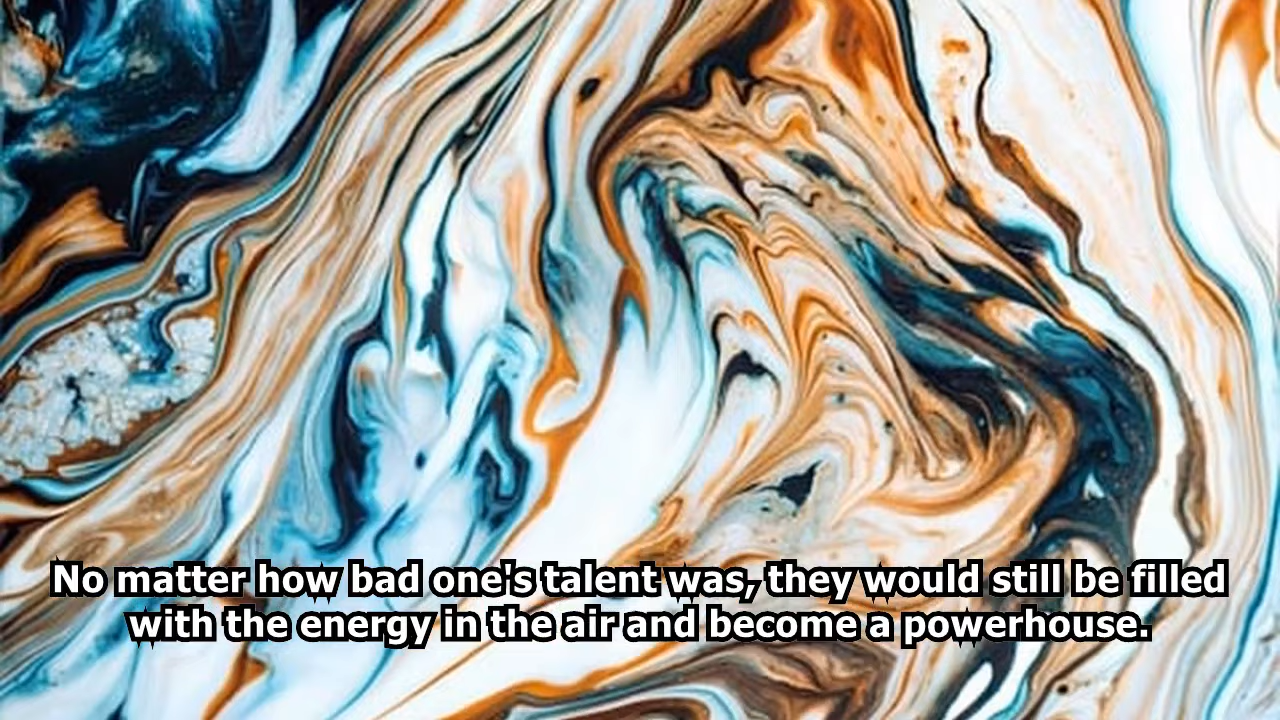 No matter how bad one's talent was, they would still be filled
with the energy in the air and become a powerhouse.